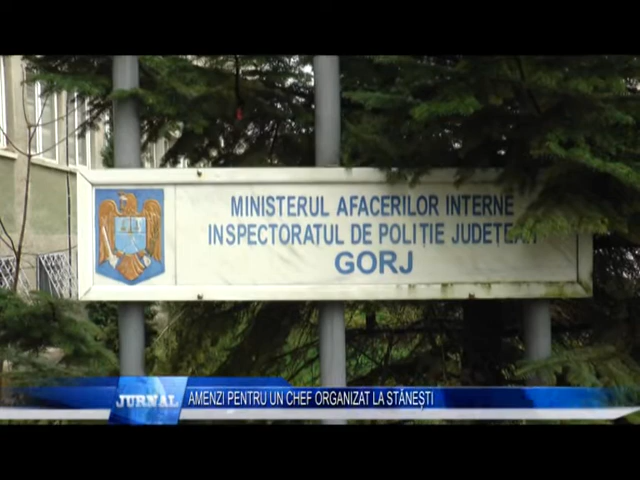 MINISTERUL AFACERILOR INTERNE
INSPECTORATUL DE POLIȚIE JUDEȚEAN
GORJ
JURNAL
AMENZI PENTRU UN CHEF ORGANIZAT LA STĂNEȘTI